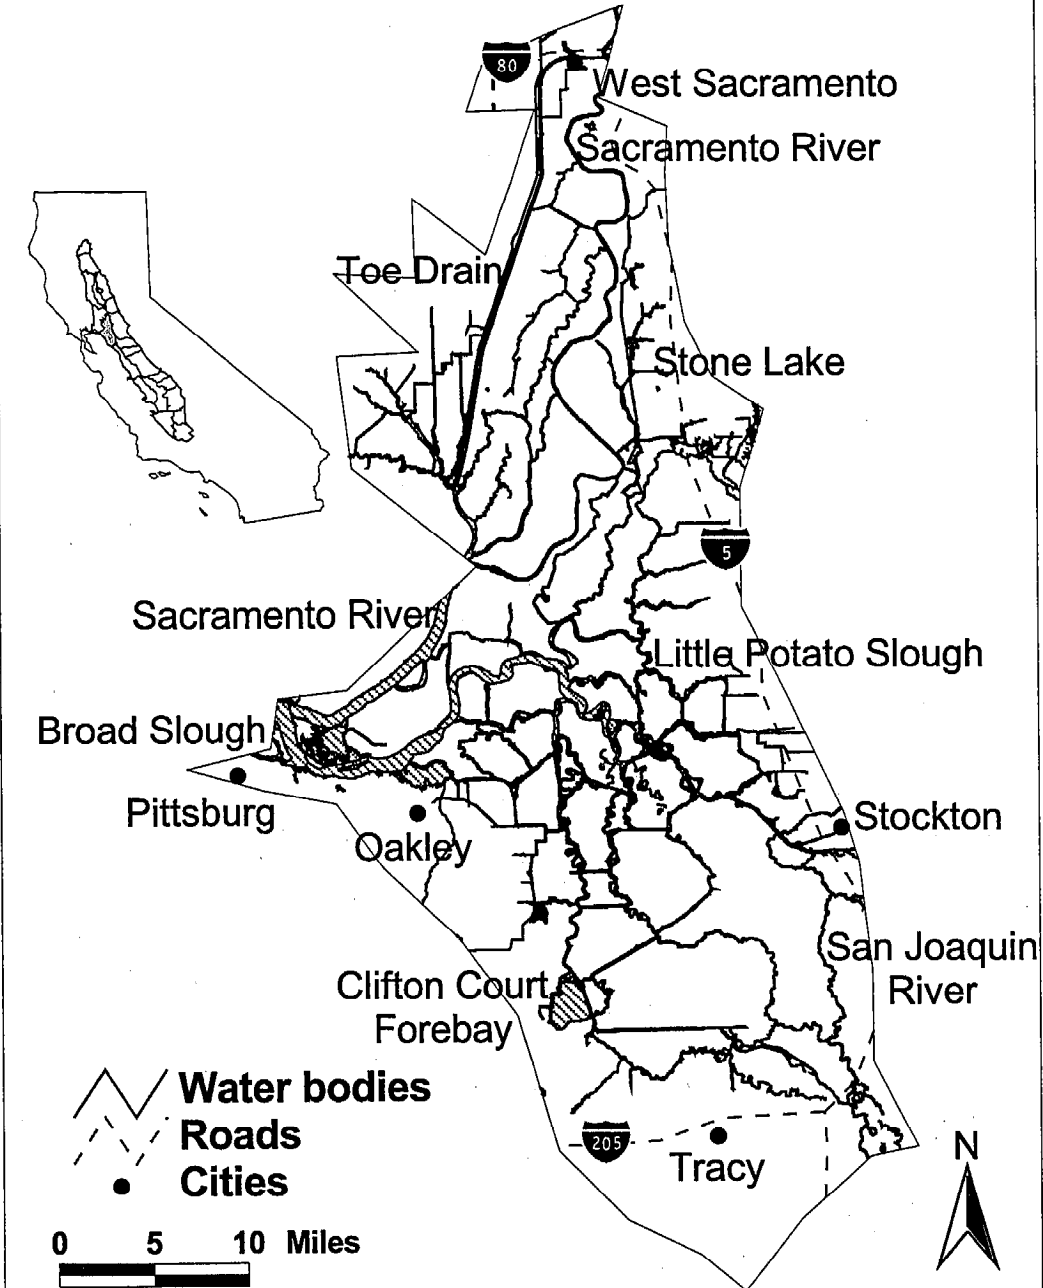 80
West Sacramento
Sacramento River
Toe Drain
Stone Lake
5
Sacramento River
Little Potato Slough
Broad Slough
Pittsburg
Oakley
Stockton
San Joaquin
River
Clifton Court
Forebay
Water bodies
Roads
Cities
205
Tracy
N
0 5 10 Miles